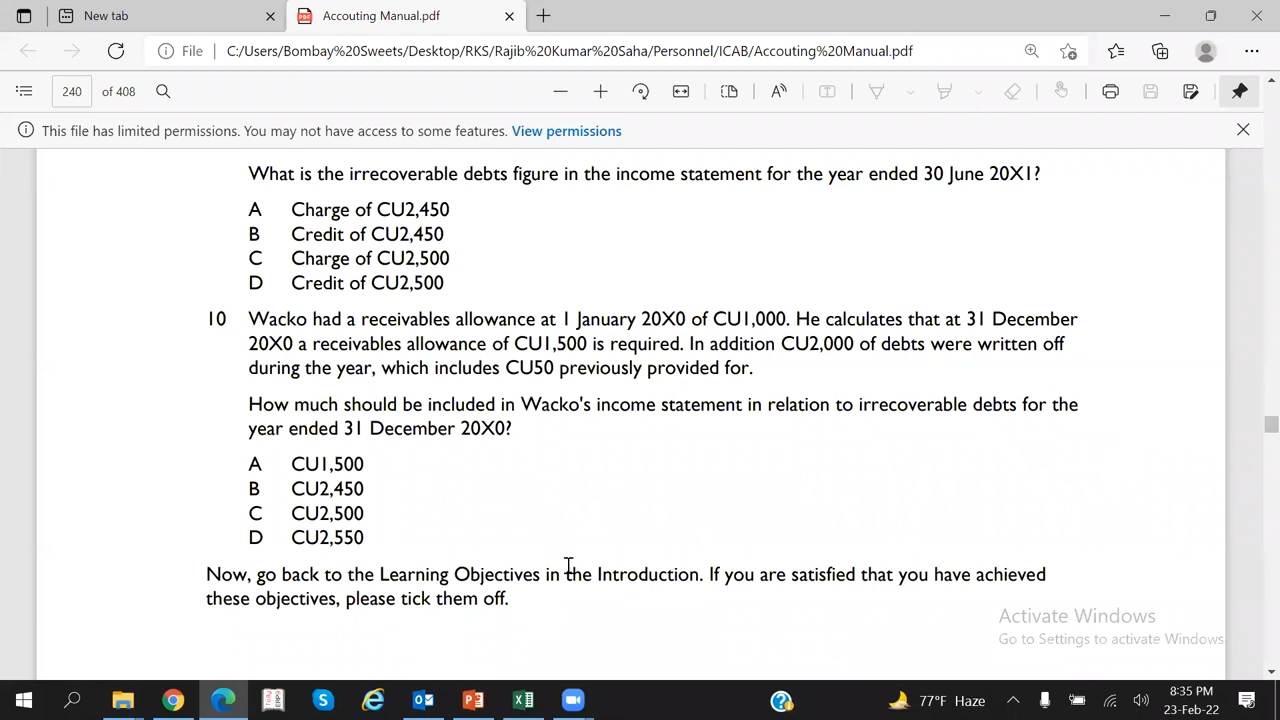 New tab
Accouting Manual.pdf
File
C:/Users/Bombay%20Sweets/Desktop/RKS/Rajib%20Kumar%20Saha/Personnel/ICAB/Accouting%20Manual.pdf
240 of 408
This file has limited permissions. You may not have access to some features. View permissions
What is the irrecoverable debts figure in the income statement for the year ended 30 June 20X1?
A Charge of CU2,450
B Credit of CU2,450
C Charge of CU2,500
D Credit of CU2,500
10 Wacko had a receivables allowance at 1 January 20X0 of CU1,000. He calculates that at 31 December
20X0 a receivables allowance of CU1,500 is required. In addition CU2,000 of debts were written off
during the year, which includes CU50 previously provided for.
How much should be included in Wacko's income statement in relation to irrecoverable debts for the
year ended 31 December 20X0?
A CU1,500
B CU2,450
C CU2,500
D CU2,550
Now, go back to the Learning Objectives in the Introduction. If you are satisfied that you have achieved
these objectives, please tick them off.
Activate Windows
Go to Settings to activate Windows.
77°F Haze
8:35 PM
23-Feb-22